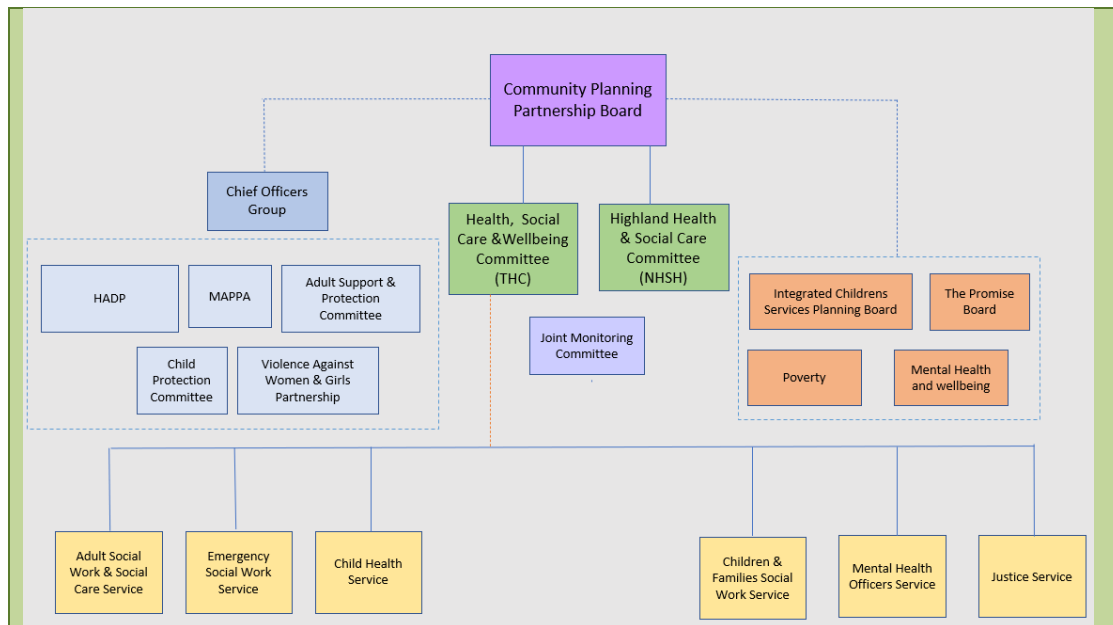 Community Planning
Partnership Board
Chief Officers
Group
Health,  Social
Care &Wellbeing
Committee
(THC)
Highland Health
& Social Care
Committee
(NHSH)
HADP
MAPPA
Adult Support &
Protection
Committee
Child
Protection
Committee
Violence Against
Women & Girls
Partnership
Joint Monitoring
Committee
Integrated Childrens
Services Planning Board
The Promise
Board
Poverty
Mental Health
and wellbeing
Adult Social
Work & Social
Care Service
Emergency
Social Work
Service
Child Health
Service
Children &
Families Social
Work Service
Mental Health
Officers Service
Justice Service